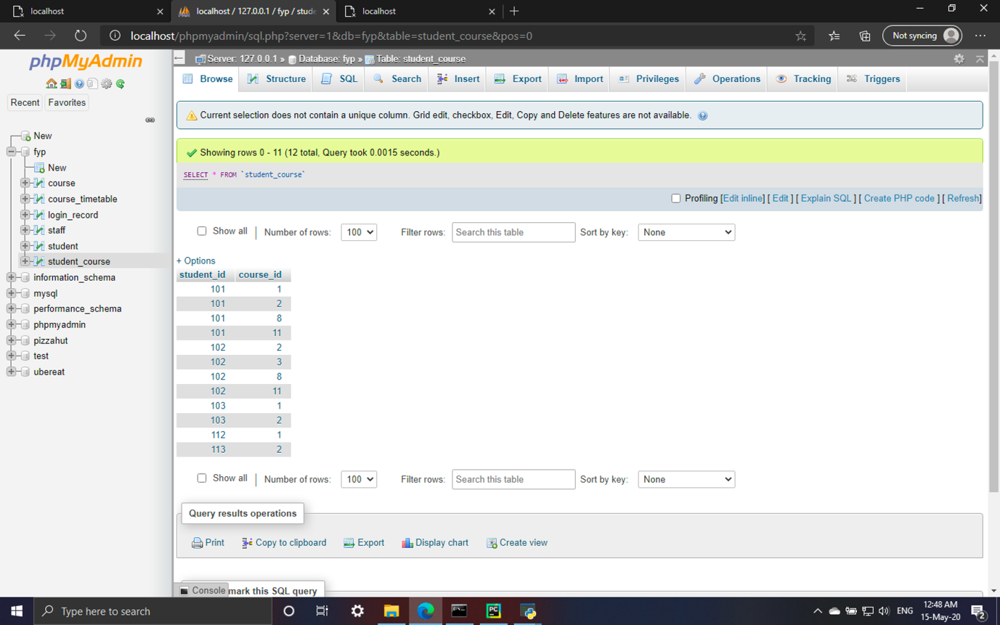 localhost
localhost / 127.0.0.1 / fyp / stude
localhost
localhost/phpmyadmin/sql.php?server=1&db=fyp&table=student_course&pos=0
Not syncing
phpMyAdmin
Recent
Favorites
New
fyp
New
course
course_timetable
login_record
staff
student
student_course
information_schema
mysql
performance_schema
phpmyadmin
pizzahut
test
ubereat
Server: 127.0.0.1 » Database: fyp » Table: student_course
Browse Structure SQL Search Insert Export Import Privileges Operations Tracking Triggers
Current selection does not contain a unique column. Grid edit, checkbox, Edit, Copy and Delete features are not available.
Showing rows 0 - 11 (12 total, Query took 0.0015 seconds.)
SELECT * FROM `student_course`
Profiling [Edit inline] [ Edit ] [ Explain SQL ] [ Create PHP code ] [ Refresh]
Show all | Number of rows: 100 Filter rows: Search this table Sort by key: None
+ Options
student_id course_id
101 1
101 2
101 8
101 11
102 2
102 3
102 8
102 11
103 1
103 2
112 1
113 2
Show all | Number of rows: 100 Filter rows: Search this table Sort by key: None
Query results operations
Print Copy to clipboard Export Display chart Create view
Console mark this SQL query
Type here to search
PC
ENG
12:48 AM
15-May-20
2